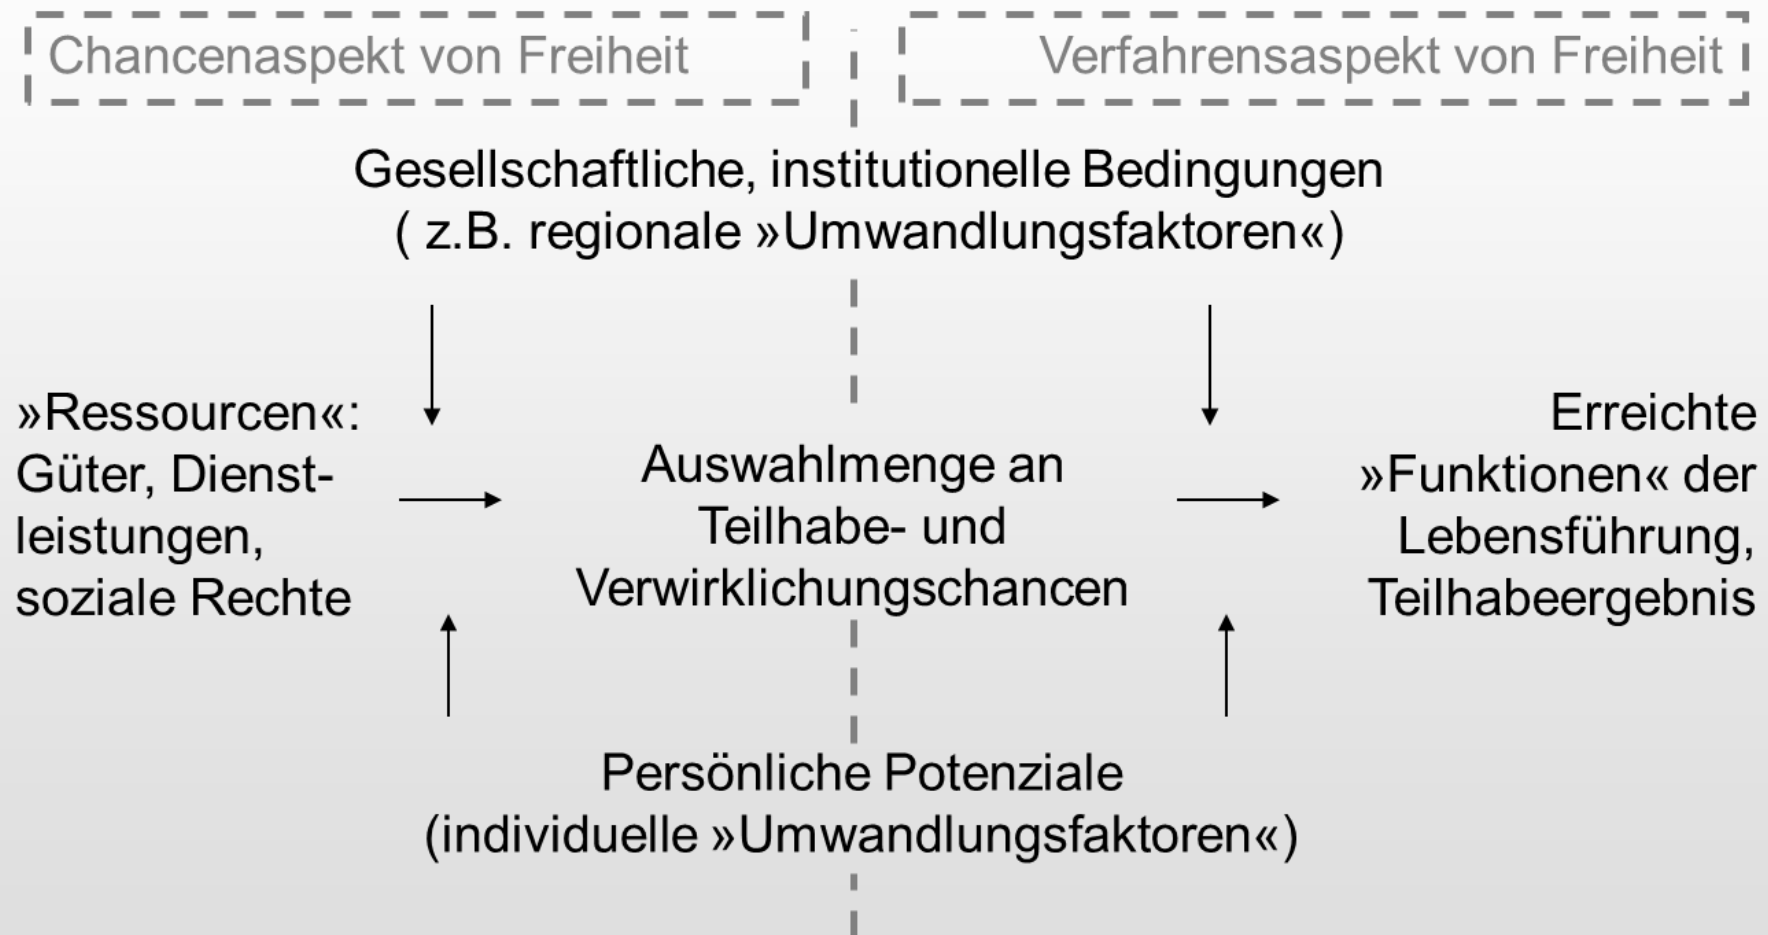 Chancenaspekt von Freiheit
Verfahrensaspekt von Freiheit
Gesellschaftliche, institutionelle Bedingungen
( z.B. regionale »Umwandlungsfaktoren«)
»Ressourcen«:
Güter, Dienst-
leistungen,
soziale Rechte
Auswahlmenge an
Teilhabe- und
Verwirklichungschancen
Erreichte
»Funktionen« der
Lebensführung,
Teilhabeergebnis
Persönliche Potenziale
(individuelle »Umwandlungsfaktoren«)